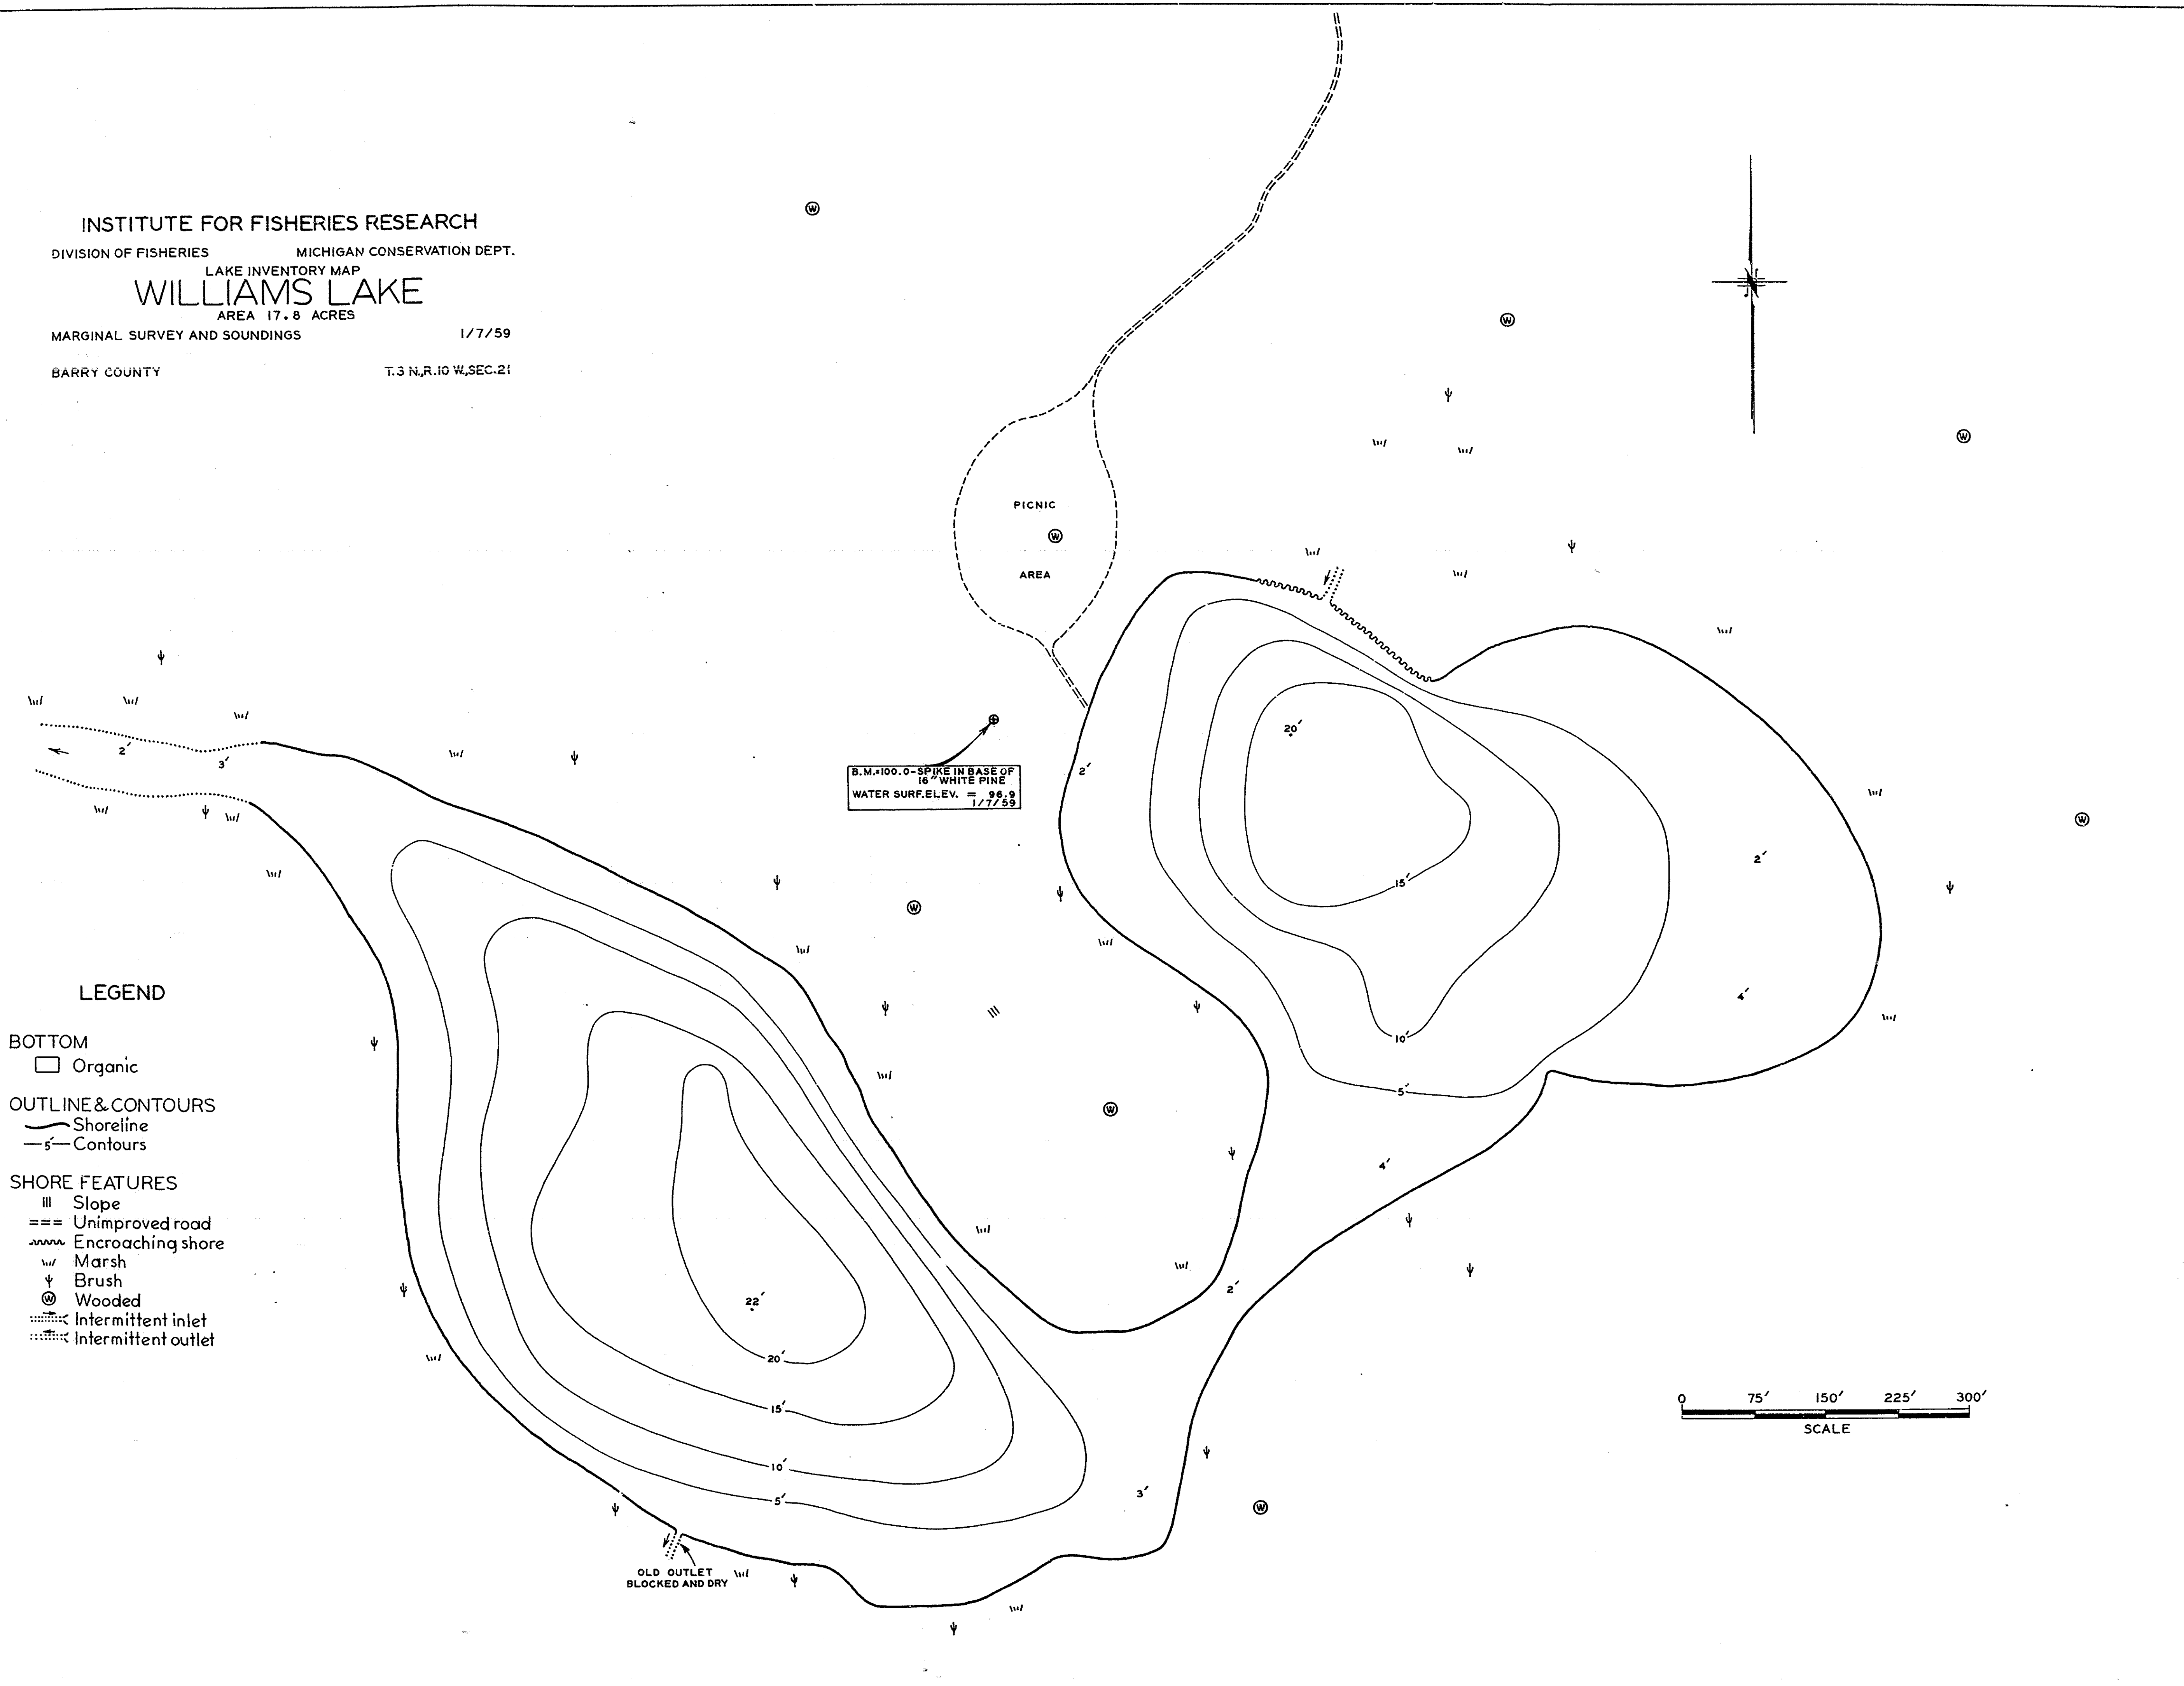 INSTITUTE FOR FISHERIES RESEARCH
DIVISION OF FISHERIES MICHIGAN CONSERVATION DEPT.
LAKE INVENTORY MAP
WILLIAMS LAKE
AREA 17.8 ACRES
MARGINAL SURVEY AND SOUNDINGS 1/7/59
BARRY COUNTY T.3 N.,R.10 W.,SEC.21
W
W
W
PICNIC
W
AREA
20′
2′
3′
2′
B.M.=100.0-SPIKE IN BASE OF
16″ WHITE PINE
WATER SURF.ELEV. = 96.9
1/7/59
W
2′
15′
W
4′
10′
5′
W
4′
2′
22′
20′
15′
10′
5′
3′
W
OLD OUTLET
BLOCKED AND DRY
LEGEND
BOTTOM
Organic
OUTLINE & CONTOURS
Shoreline
5′ Contours
SHORE FEATURES
Slope
Unimproved road
Encroaching shore
Marsh
Brush
W Wooded
Intermittent inlet
Intermittent outlet
0 75′ 150′ 225′ 300′
SCALE